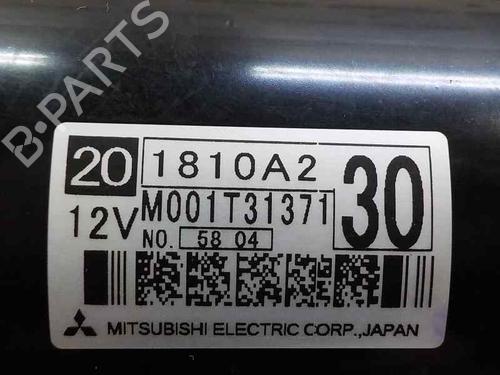 B-PARTS
20 1810A2 30
12V M001T31371
NO. 58 04
MITSUBISHI ELECTRIC CORP.,JAPAN